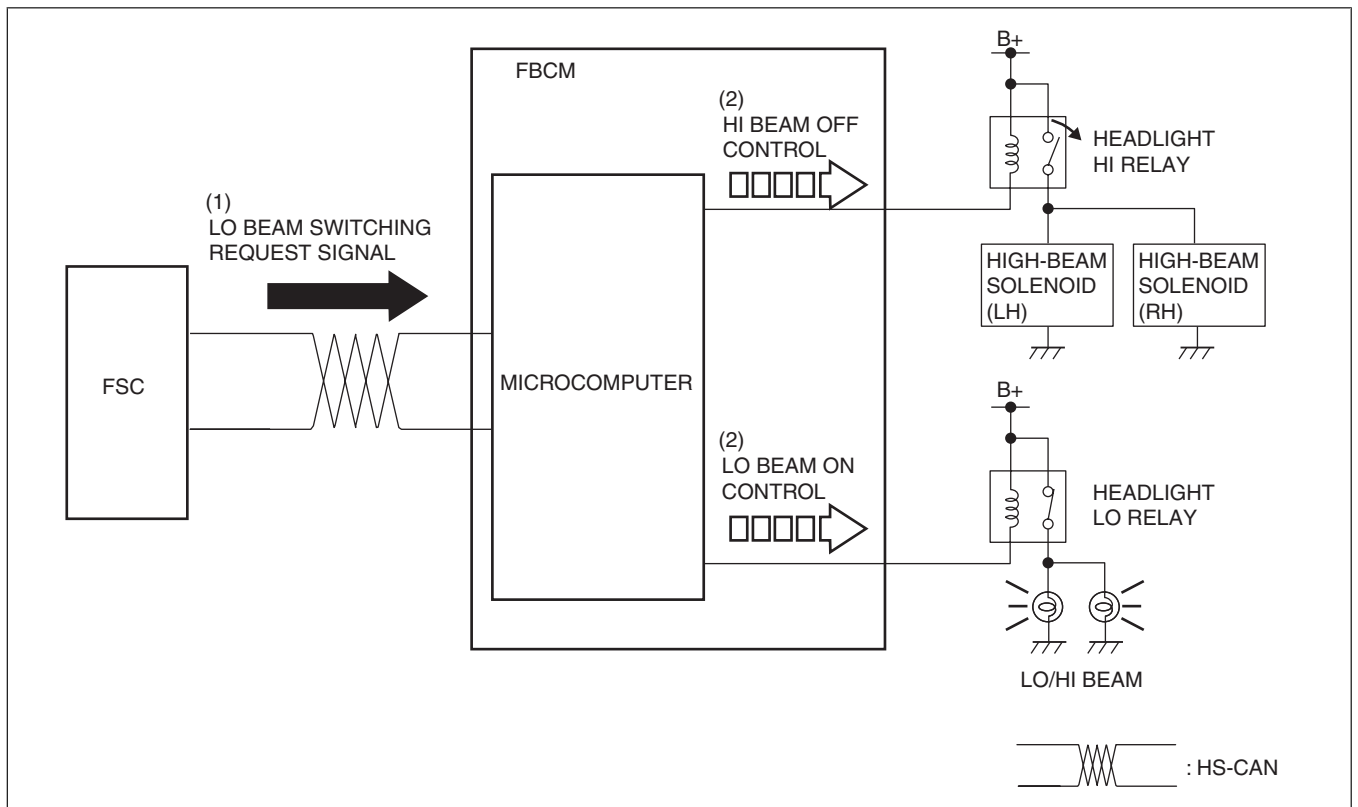 FBCM
B+
(2)
HI BEAM OFF
CONTROL
HEADLIGHT
HI RELAY
(1)
LO BEAM SWITCHING
REQUEST SIGNAL
HIGH-BEAM
SOLENOID
(LH)
HIGH-BEAM
SOLENOID
(RH)
FSC
MICROCOMPUTER
B+
(2)
LO BEAM ON
CONTROL
HEADLIGHT
LO RELAY
LO/HI BEAM
: HS-CAN